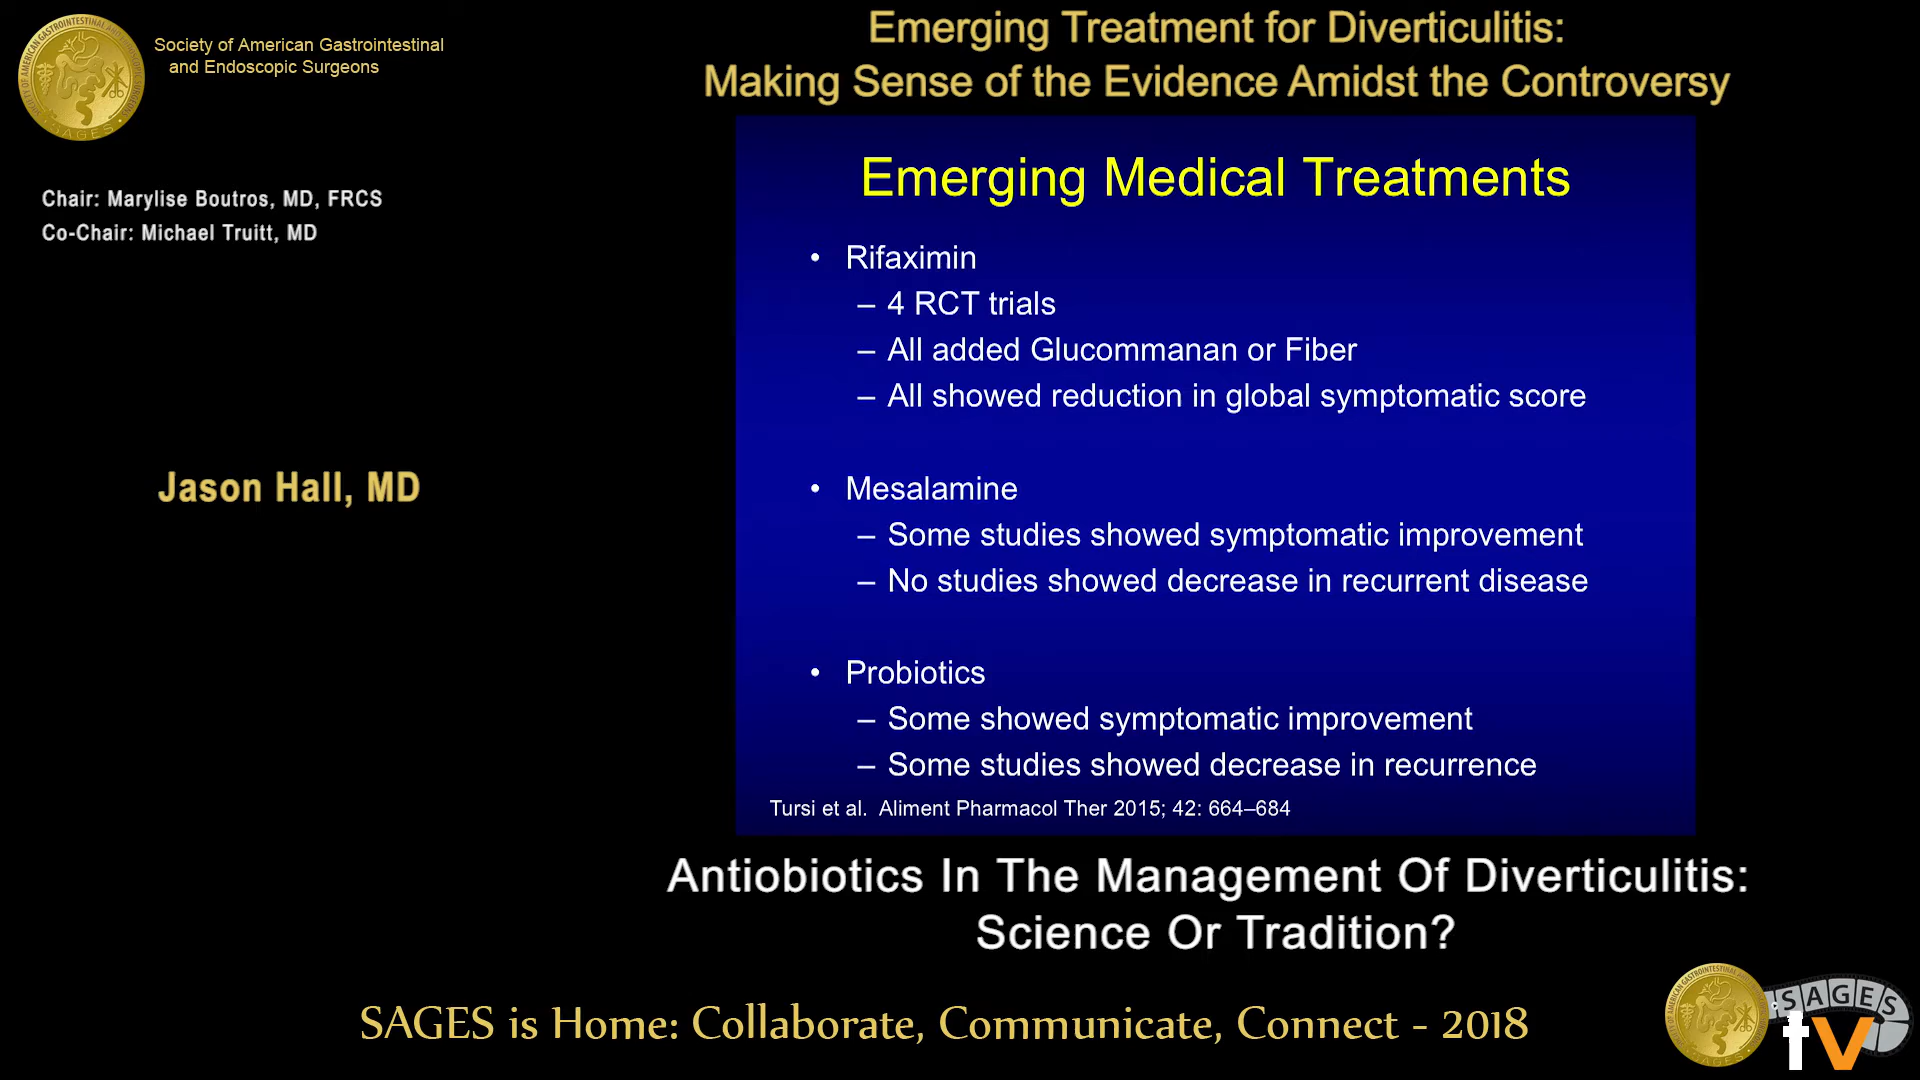 Society of American Gastrointestinal
and Endoscopic Surgeons
Emerging Treatment for Diverticulitis:
Making Sense of the Evidence Amidst the Controversy
Chair: Marylise Boutros, MD, FRCS
Co-Chair: Michael Truitt, MD
Jason Hall, MD
Emerging Medical Treatments
• Rifaximin
– 4 RCT trials
– All added Glucommanan or Fiber
– All showed reduction in global symptomatic score
• Mesalamine
– Some studies showed symptomatic improvement
– No studies showed decrease in recurrent disease
• Probiotics
– Some showed symptomatic improvement
– Some studies showed decrease in recurrence
Tursi et al. Aliment Pharmacol Ther 2015; 42: 664–684
Antiobiotics In The Management Of Diverticulitis:
Science Or Tradition?
SAGES is Home: Collaborate, Communicate, Connect - 2018
SAGES
tv